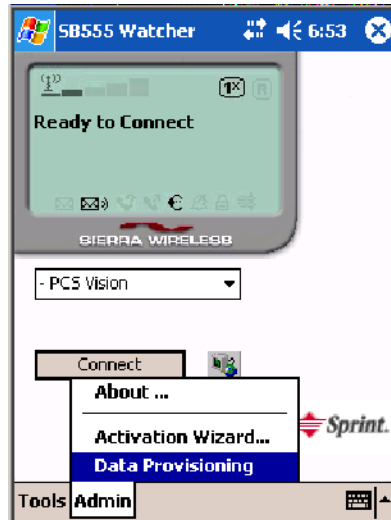 SB555 Watcher 6:53
1X R
Ready to Connect
SIERRA WIRELESS
- PCS Vision
Connect
About ...
Activation Wizard...
Sprint.
Data Provisioning
Tools Admin